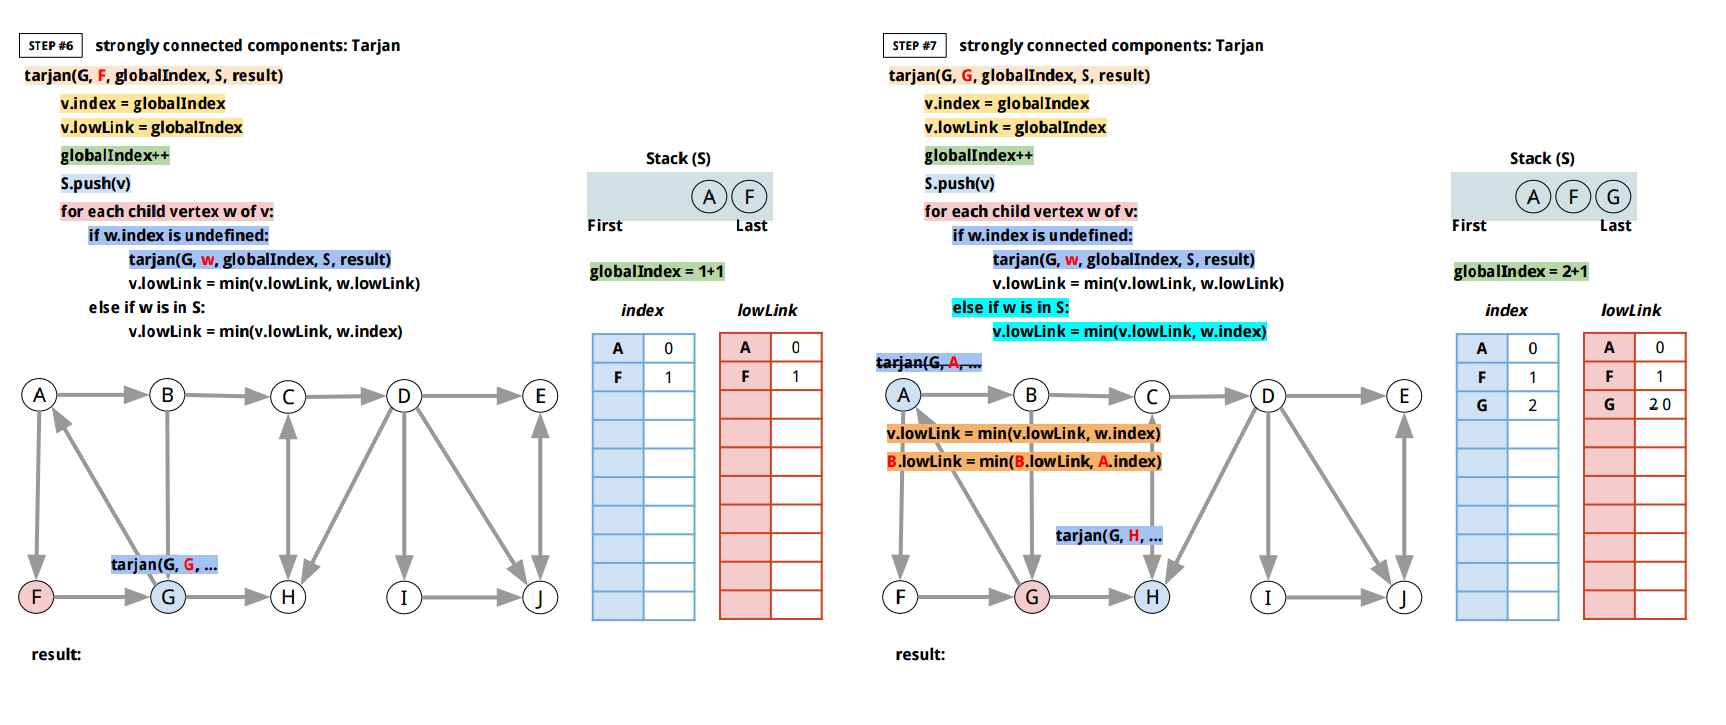 STEP #6 strongly connected components: Tarjan
tarjan(G, F, globalIndex, S, result)
v.index = globalIndex
v.lowLink = globalIndex
globalIndex++
S.push(v)
for each child vertex w of v:
if w.index is undefined:
tarjan(G, w, globalIndex, S, result)
v.lowLink = min(v.lowLink, w.lowLink)
else if w is in S:
v.lowLink = min(v.lowLink, w.index)
Stack (S)
A F
First Last
globalIndex = 1+1
index lowLink
A 0 A 0
F 1 F 1
A B C D E
tarjan(G, G, ...
F G H I J
result:
STEP #7 strongly connected components: Tarjan
tarjan(G, G, globalIndex, S, result)
v.index = globalIndex
v.lowLink = globalIndex
globalIndex++
S.push(v)
for each child vertex w of v:
if w.index is undefined:
tarjan(G, w, globalIndex, S, result)
v.lowLink = min(v.lowLink, w.lowLink)
else if w is in S:
v.lowLink = min(v.lowLink, w.index)
Stack (S)
A F G
First Last
globalIndex = 2+1
index lowLink
A 0 A 0
F 1 F 1
G 2 G 2 0
tarjan(G, A, ...
A B C D E
v.lowLink = min(v.lowLink, w.index)
B.lowLink = min(B.lowLink, A.index)
tarjan(G, H, ...
F G H I J
result: